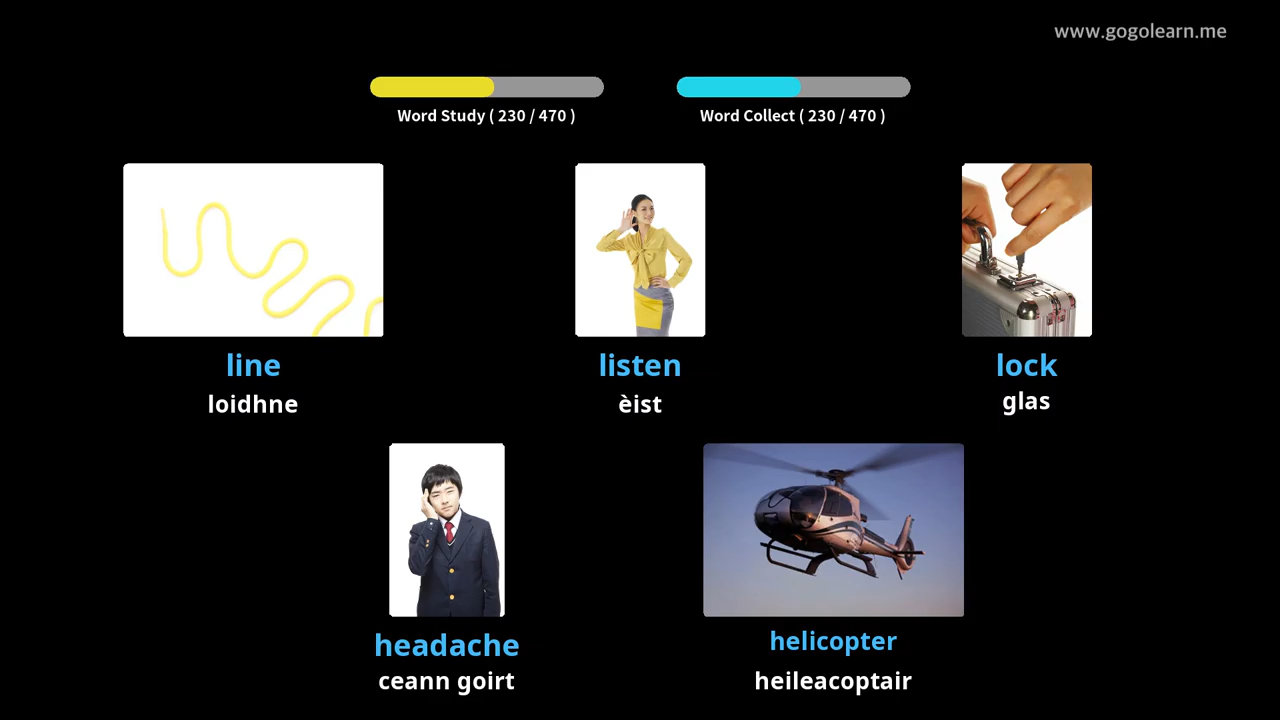 www.gogolearn.me
Word Study ( 230 / 470 )
Word Collect ( 230 / 470 )
line
loidhne
listen
èist
lock
glas
headache
ceann goirt
helicopter
heileacoptair